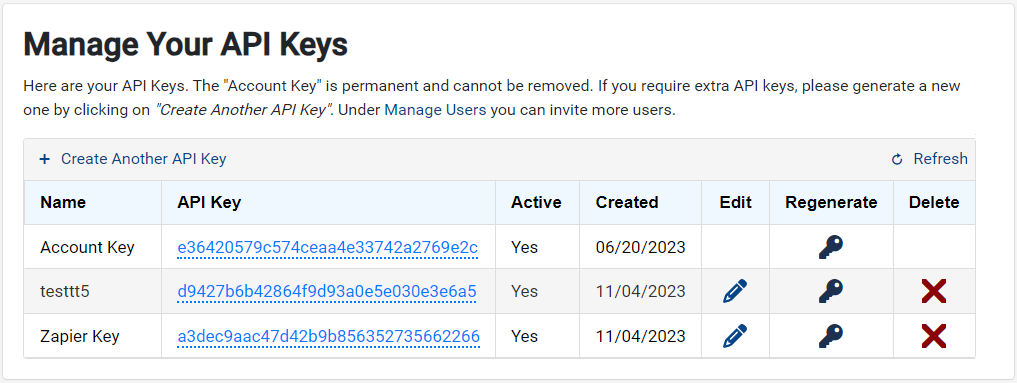 Manage Your API Keys
Here are your API Keys. The "Account Key" is permanent and cannot be removed. If you require extra API keys, please generate a new
one by clicking on "Create Another API Key". Under Manage Users you can invite more users.
+ Create Another API Key Refresh
Name API Key Active Created Edit Regenerate Delete
Account Key e36420579c574ceaa4e33742a2769e2c Yes 06/20/2023
testtt5 d9427b6b42864f9d93a0e5e030e3e6a5 Yes 11/04/2023
Zapier Key a3dec9aac47d42b9b856352735662266 Yes 11/04/2023